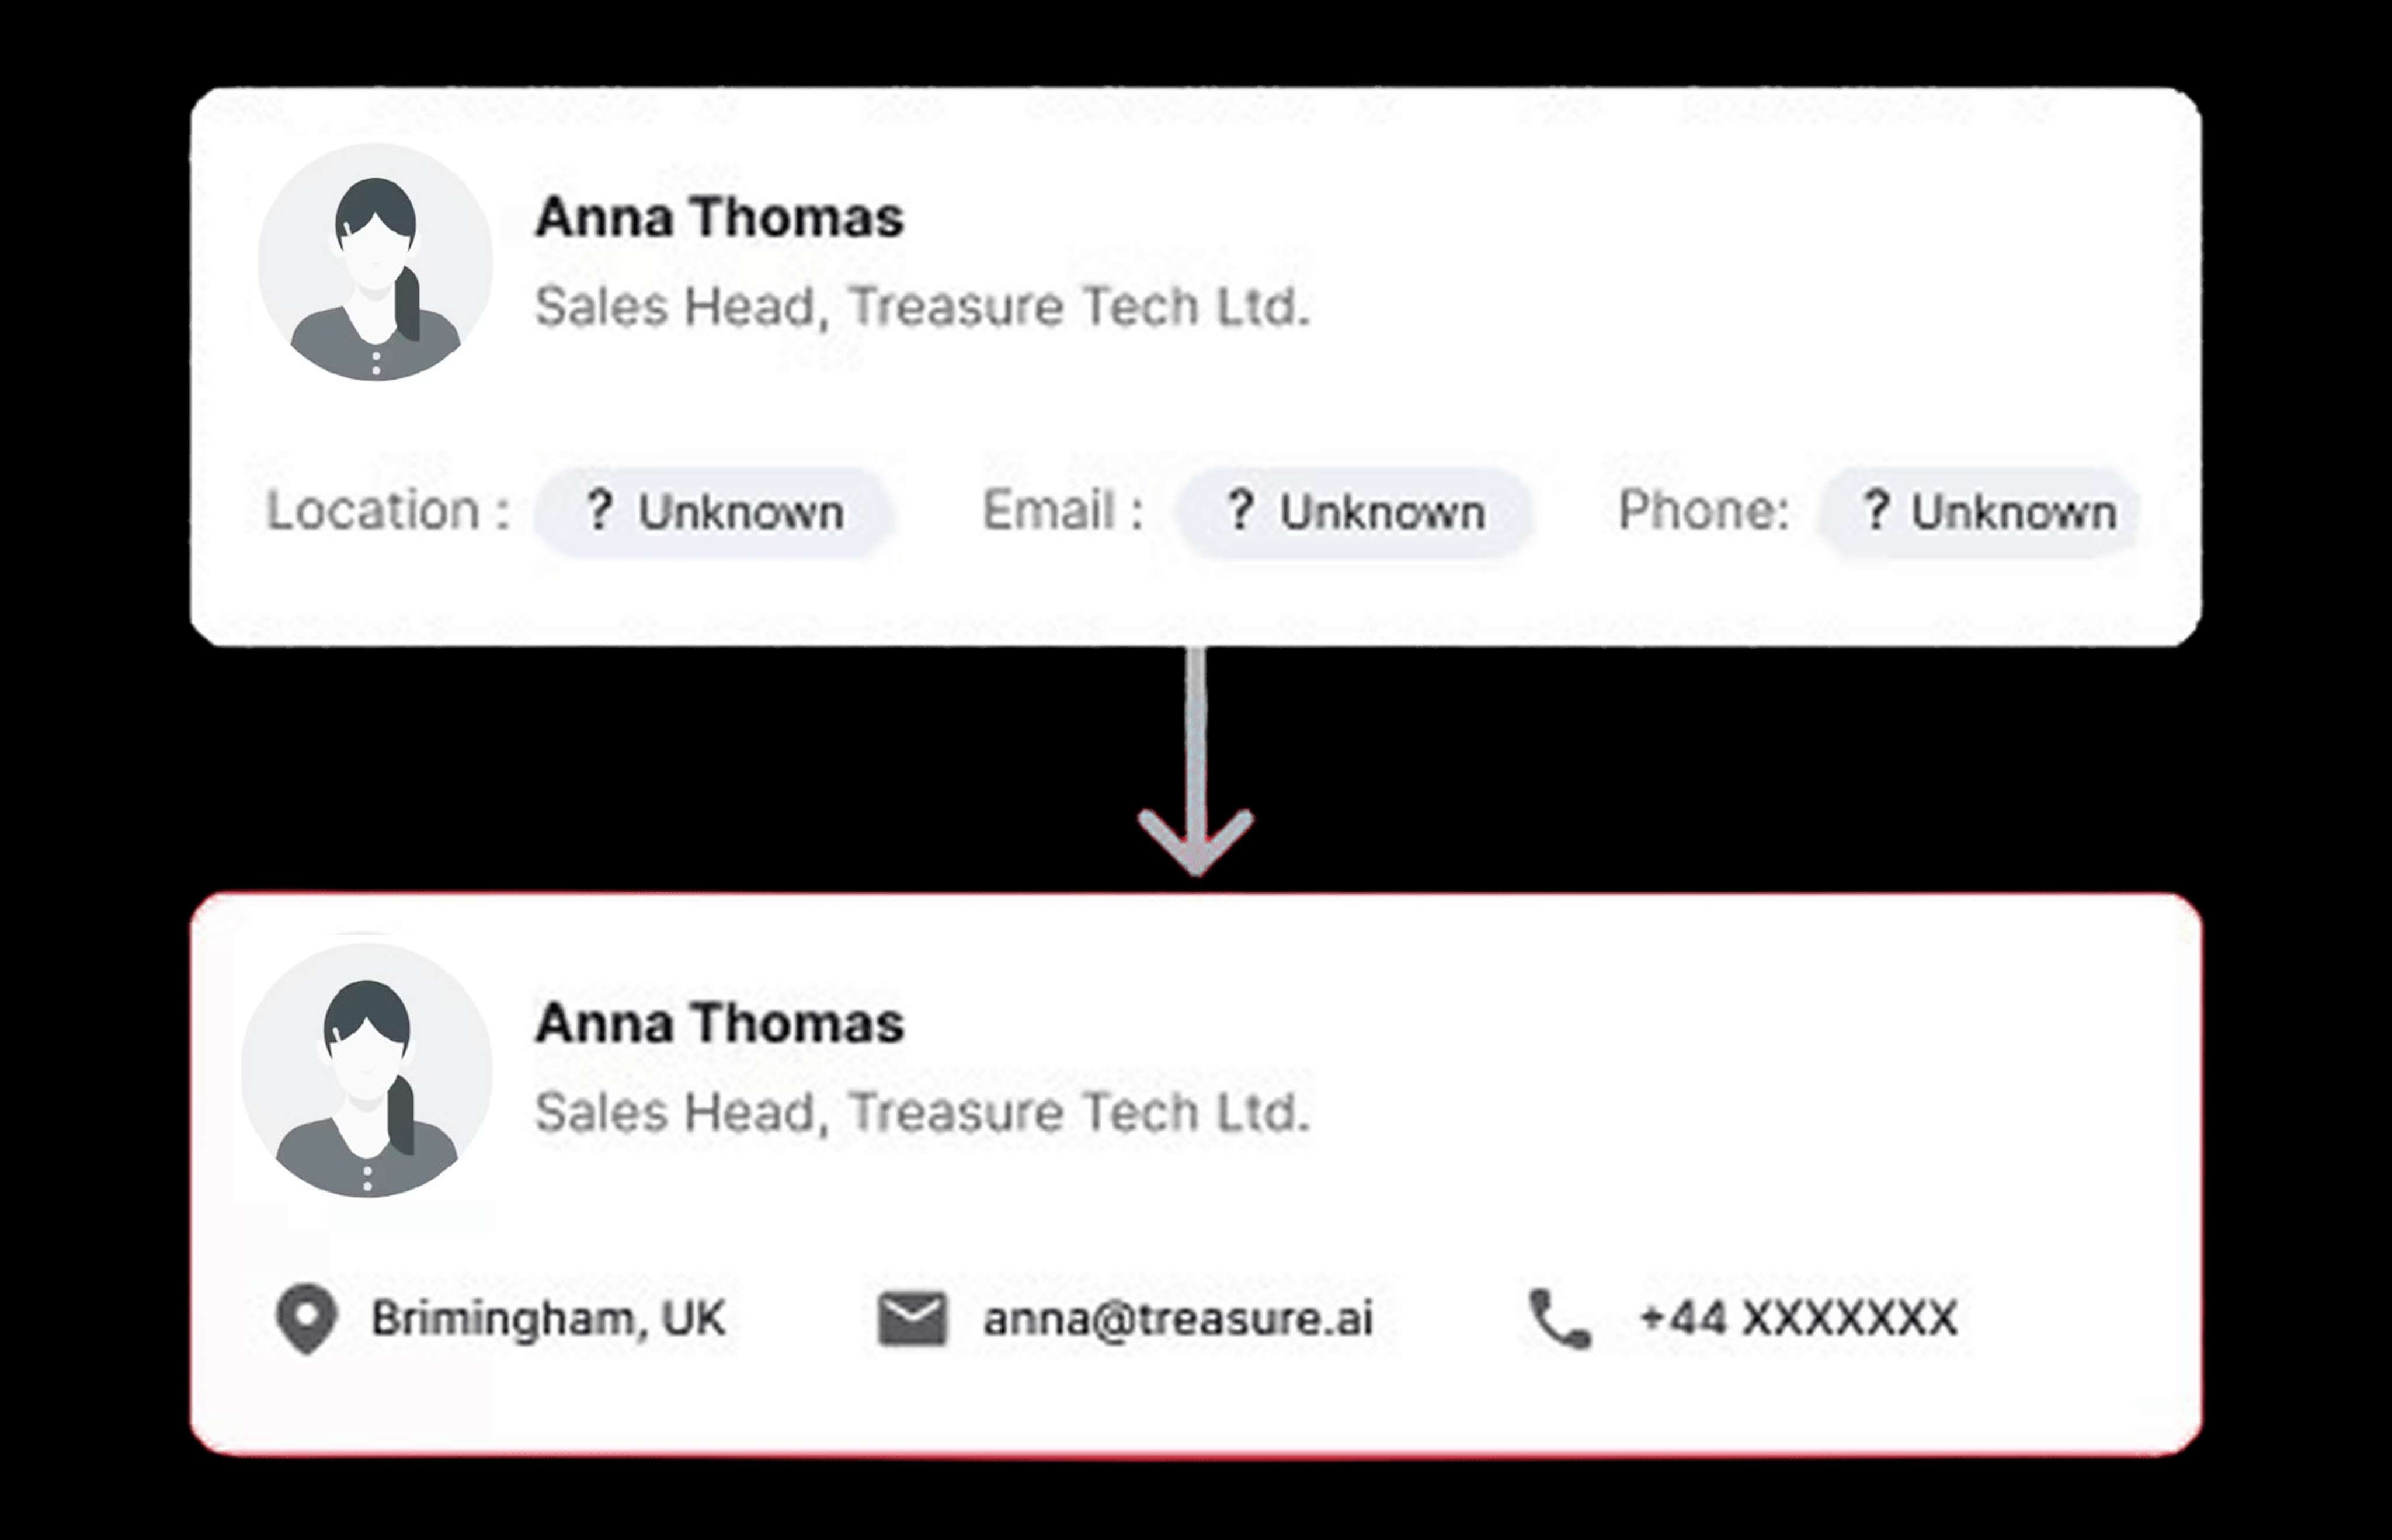 Anna Thomas
Sales Head, Treasure Tech Ltd.
Location : ? Unknown Email : ? Unknown Phone: ? Unknown
Anna Thomas
Sales Head, Treasure Tech Ltd.
Brimingham, UK anna@treasure.ai +44 XXXXXXX